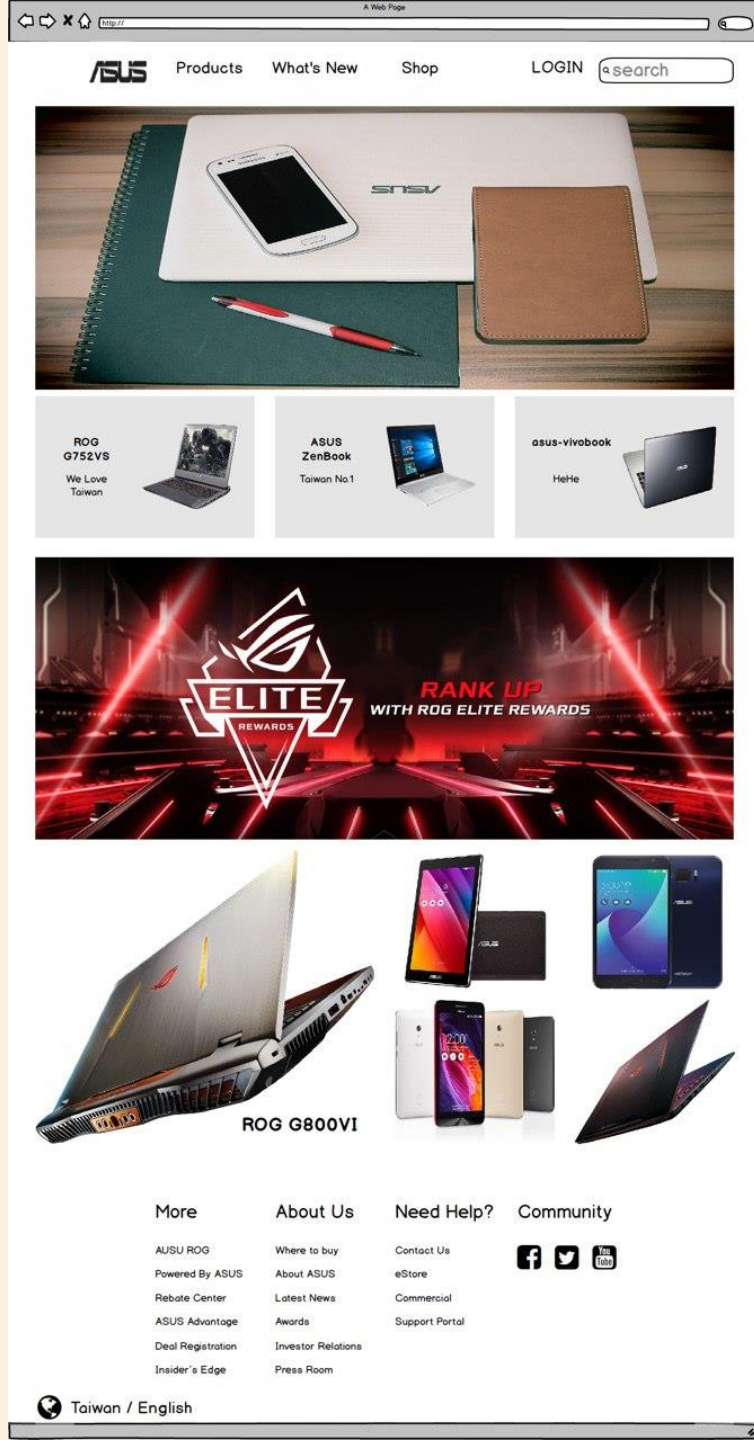 A Web Page
http://
ASUS
Products
What's New
Shop
LOGIN
search
ASUS
ROG
G752VS
We Love
Taiwan
ASUS
ZenBook
Taiwan No.1
asus-vivobook
HeHe
ELITE
REWARDS
RANK UP
WITH ROG ELITE REWARDS
ROG G800VI
More
AUSU ROG
Powered By ASUS
Rebate Center
ASUS Advantage
Deal Registration
Insider´s Edge
About Us
Where to buy
About ASUS
Latest News
Awards
Investor Relations
Press Room
Need Help?
Contact Us
eStore
Commercial
Support Portal
Community
You
Tube
Taiwan / English